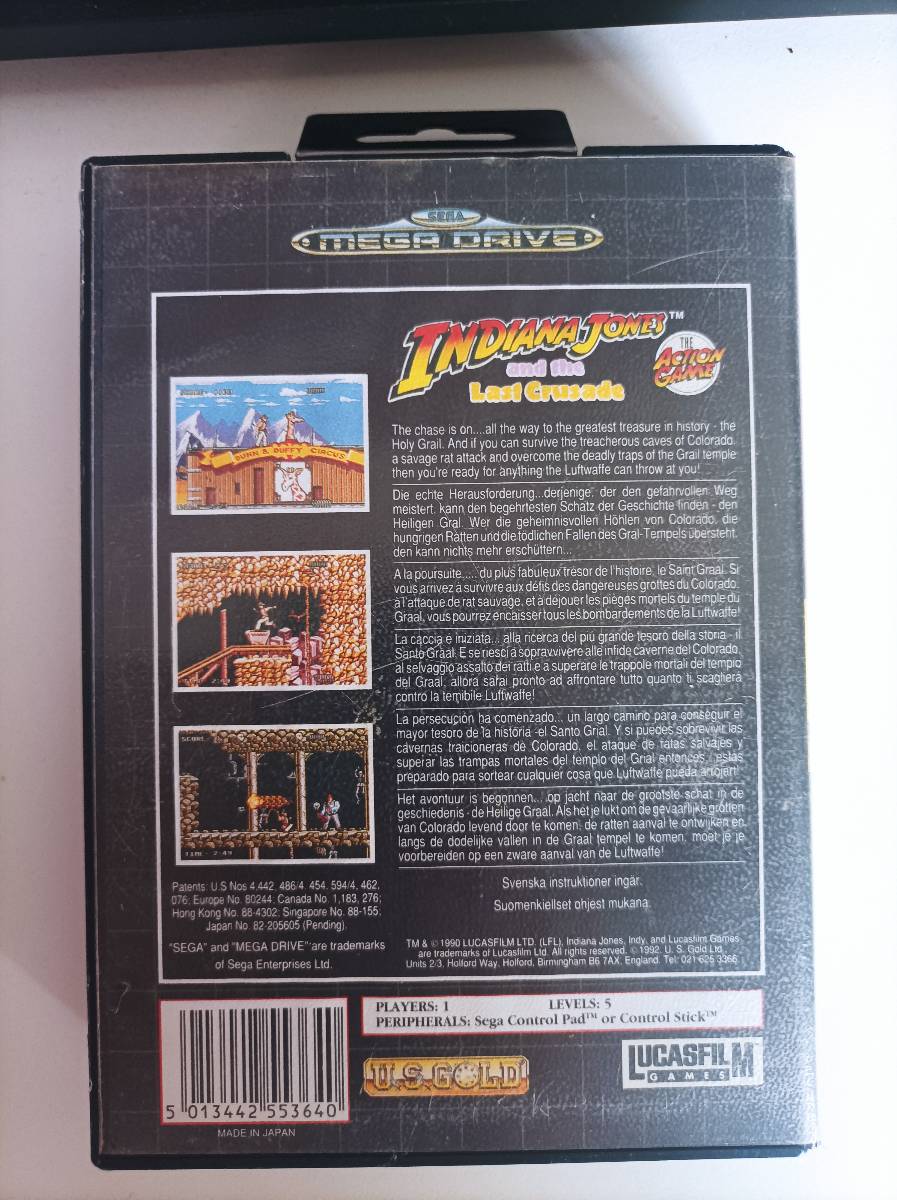 SEGA
MEGA DRIVE
INDIANA JONES™
and the
Last Crusade
THE
ACTION
GAME
DUNN & DUFFY CIRCUS
The chase is on....all the way to the greatest treasure in history - the
Holy Grail. And if you can survive the treacherous caves of Colorado,
a savage rat attack and overcome the deadly traps of the Grail temple
then you're ready for anything the Luftwaffe can throw at you!
Die echte Herausforderung...derjenige, der den gefahrvollen Weg
meistert, kann den begehrtesten Schatz der Geschichte finden - den
Heiligen Gral. Wer die geheimnisvollen Höhlen von Colorado, die
hungrigen Ratten und die tödlichen Fallen des Gral-Tempels übersteht,
den kann nichts mehr erschüttern...
A la poursuite.....du plus fabuleux trésor de l'histoire, le Saint Graal. Si
vous arrivez à survivre aux défis des dangereuses grottes du Colorado,
à l'attaque de rat sauvage, et à déjouer les pièges mortels du temple du
Graal, vous pourrez encaisser tous les bombardements de la Luftwaffe!
La caccia è iniziata... alla ricerca del più grande tesoro della storia - il
Santo Graal. E se riesci a sopravvivere alle infide caverne del Colorado,
al selvaggio assalto dei ratti e a superare le trappole mortali del tempio
del Graal, allora sarai pronto ad affrontare tutto quanto ti scaglierà
contro la temibile Luftwaffe!
La persecución ha comenzado... un largo camino para conseguir el
mayor tesoro de la historia -el Santo Grial. Y si puedes sobrevivir las
cavernas traicioneras de Colorado, el ataque de ratas salvajes y
superar las trampas mortales del templo del Grial entonces, estas
preparado para sortear cualquier cosa que Luftwaffe pueda arrojar!
Het avontuur is begonnen....op jacht naar de grootste schat in de
geschiedenis - de Heilige Graal. Als het je lukt om de gevaarlijke grotten
van Colorado levend door te komen, de ratten aanval te ontwijken en
langs de dodelijke vallen in de Graal tempel te komen, moet je je
voorbereiden op een zware aanval van de Luftwaffe!
SCORE
TIME - 2:49
Svenska instruktioner ingår.
Suomenkiellset ohjest mukana.
Patents: U.S Nos 4,442, 486/4, 454, 594/4, 462,
076; Europe No. 80244; Canada No. 1,183, 276;
Hong Kong No. 88-4302; Singapore No. 88-155;
Japan No. 82-205605 (Pending).
"SEGA" and "MEGA DRIVE" are trademarks
of Sega Enterprises Ltd.
TM & © 1990 LUCASFILM LTD. (LFL), Indiana Jones, Indy, and Lucasfilm Games
are trademarks of Lucasfilm Ltd. All rights reserved. © 1992, U. S. Gold Ltd.,
Units 2/3, Holford Way, Holford, Birmingham B6 7AX, England. Tel: 021 625 3366.
PLAYERS: 1 LEVELS: 5
PERIPHERALS: Sega Control Pad™ or Control Stick™
5 013442 553640
MADE IN JAPAN
U.S. GOLD
LUCASFILM™
GAMES